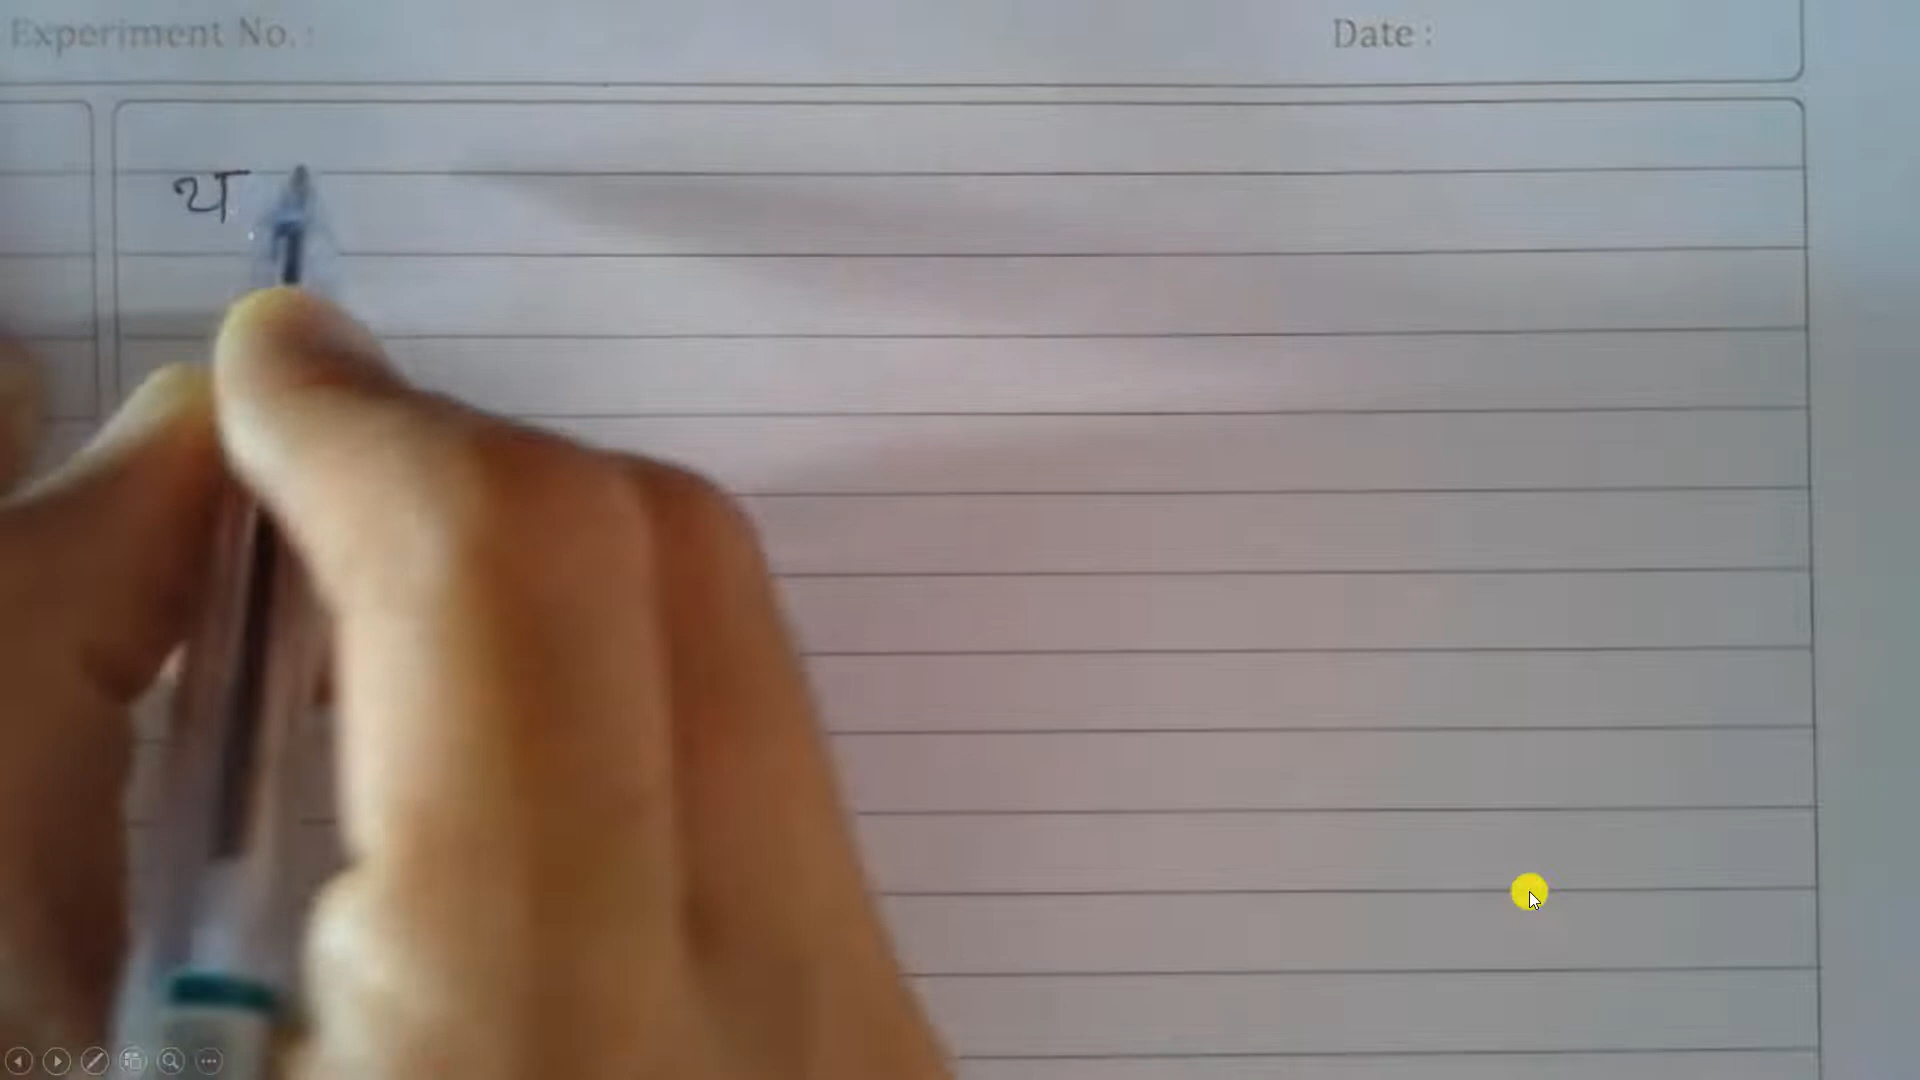 Experiment No. :
Date :
य